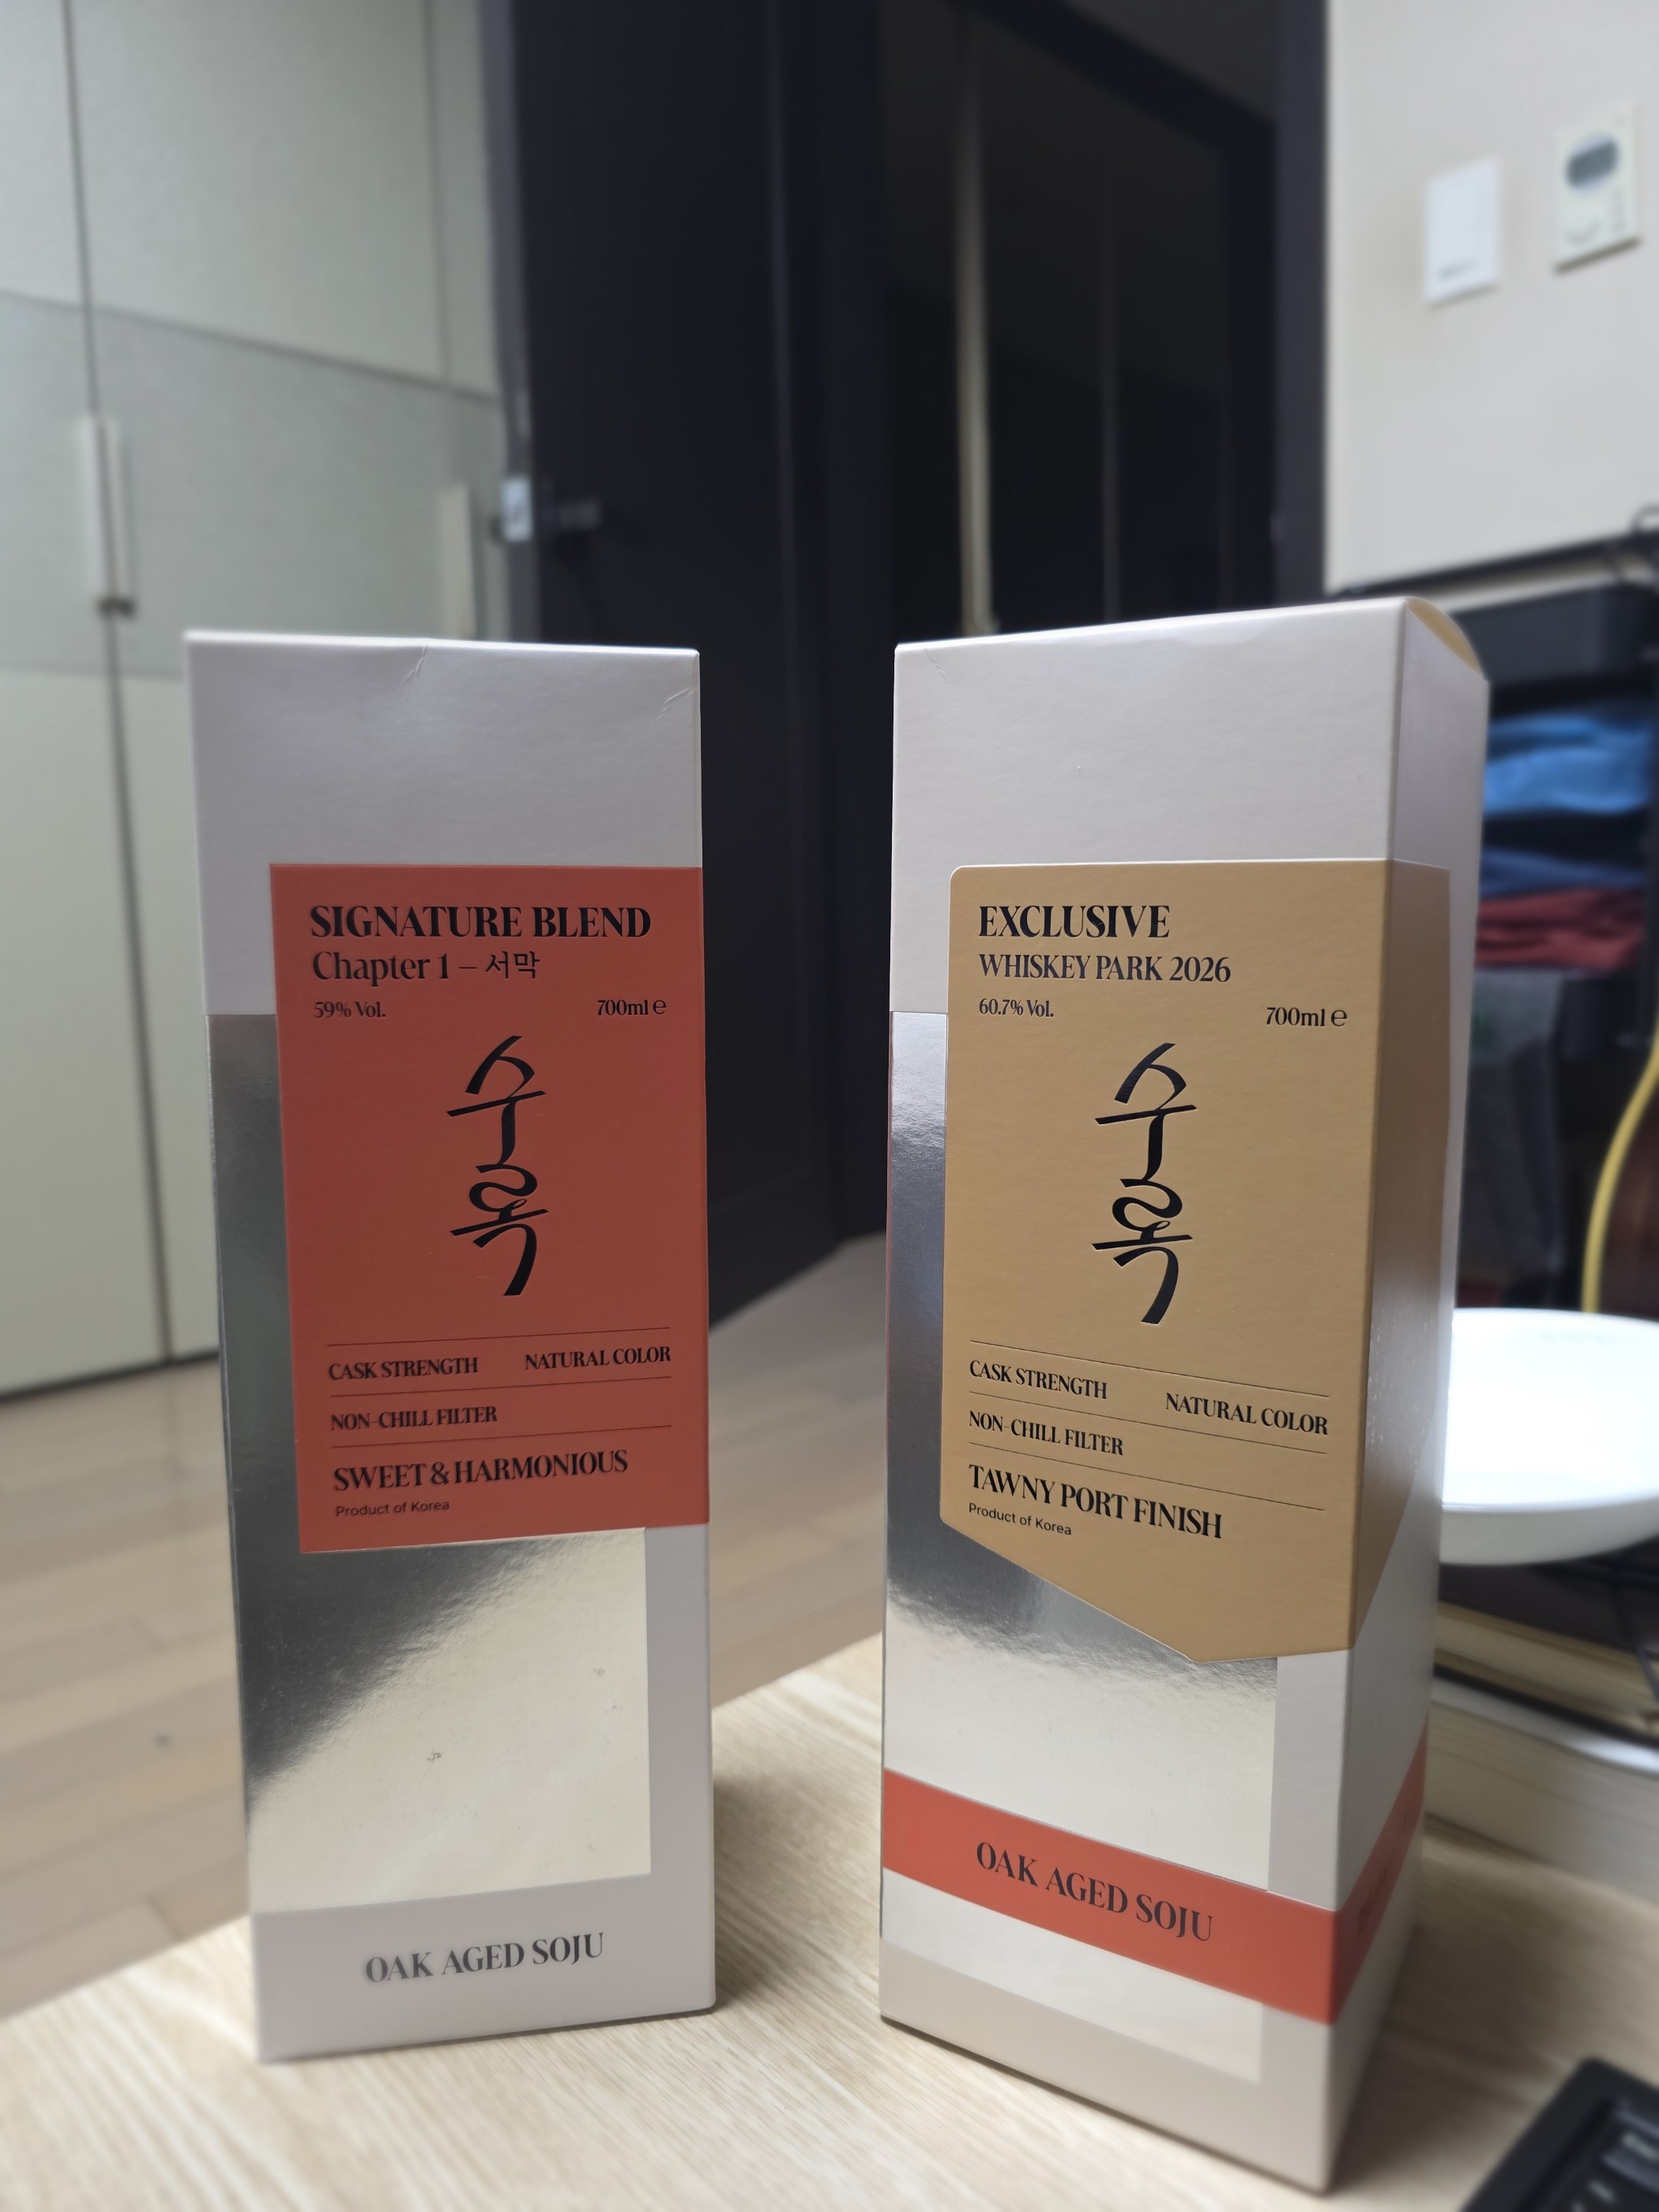 SIGNATURE BLEND
Chapter 1 – 서막
59% Vol. 700ml ℮
수록
CASK STRENGTH NATURAL COLOR
NON-CHILL FILTER
SWEET & HARMONIOUS
Product of Korea
OAK AGED SOJU
EXCLUSIVE
WHISKEY PARK 2026
60.7% Vol. 700ml ℮
수록
CASK STRENGTH NATURAL COLOR
NON-CHILL FILTER
TAWNY PORT FINISH
Product of Korea
OAK AGED SOJU